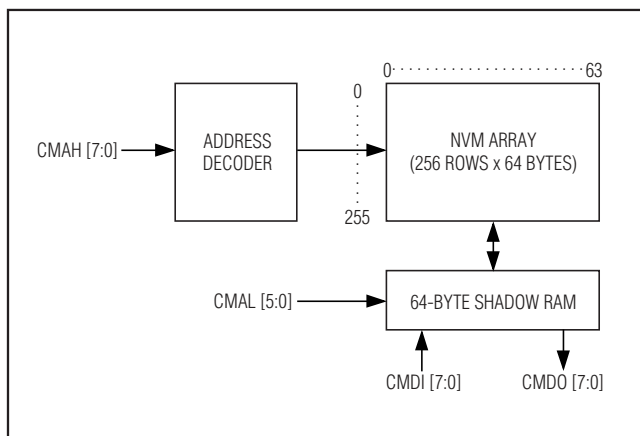 0 63
0
ADDRESS
DECODER
NVM ARRAY
(256 ROWS x 64 BYTES)
CMAH [7:0]
255
CMAL [5:0]
64-BYTE SHADOW RAM
CMDI [7:0] CMDO [7:0]